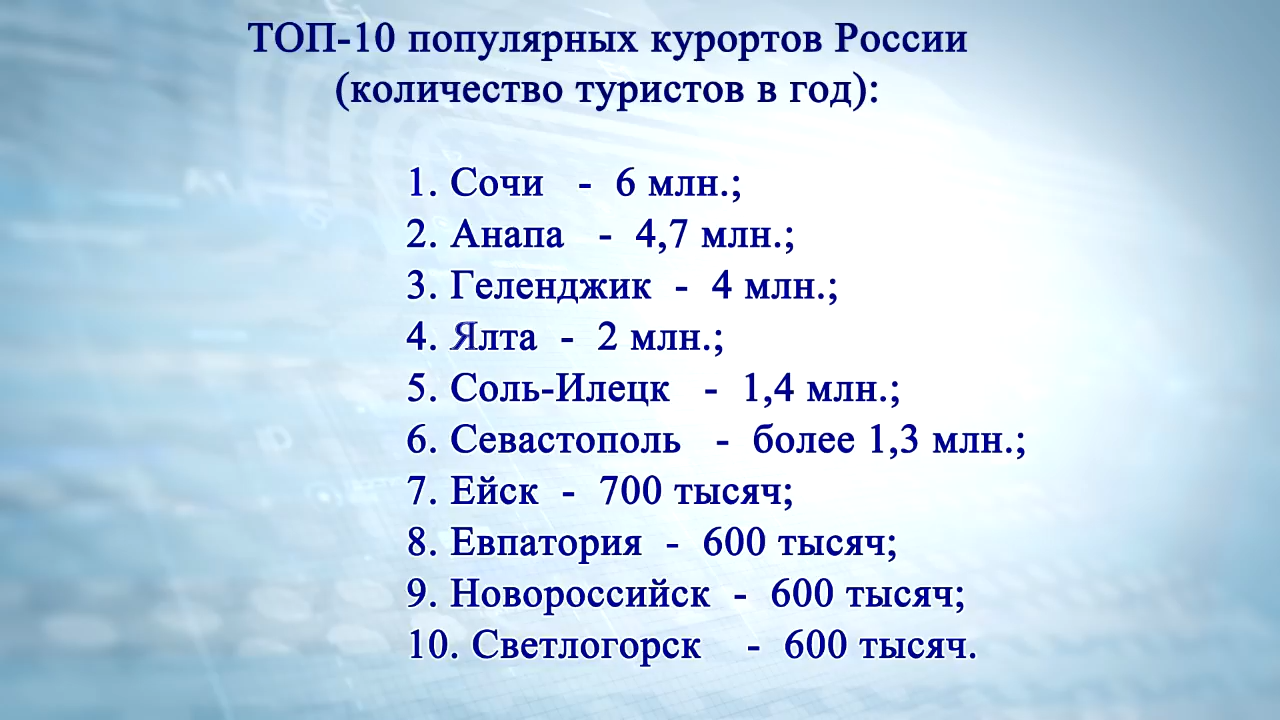 ТОП-10 популярных курортов России
(количество туристов в год):
1. Сочи - 6 млн.;
2. Анапа - 4,7 млн.;
3. Геленджик - 4 млн.;
4. Ялта - 2 млн.;
5. Соль-Илецк - 1,4 млн.;
6. Севастополь - более 1,3 млн.;
7. Ейск - 700 тысяч;
8. Евпатория - 600 тысяч;
9. Новороссийск - 600 тысяч;
10. Светлогорск - 600 тысяч.